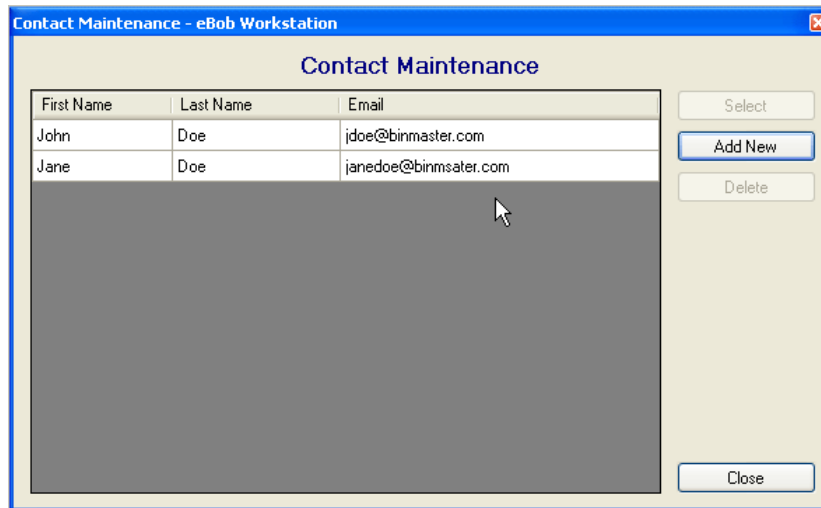 Contact Maintenance - eBob Workstation
Contact Maintenance
First Name Last Name Email
John Doe jdoe@binmaster.com
Jane Doe janedoe@binmsater.com
Select
Add New
Delete
Close